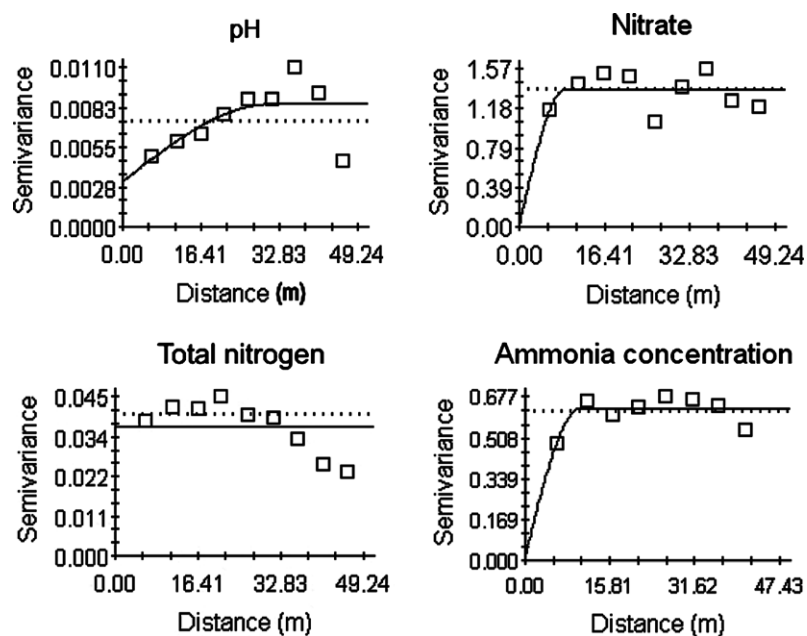 pH
Semivariance
0.0110
0.0083
0.0055
0.0028
0.0000
0.00 16.41 32.83 49.24
Distance (m)
Nitrate
Semivariance
1.57
1.18
0.79
0.39
0.00
0.00 16.41 32.83 49.24
Distance (m)
Total nitrogen
Semivariance
0.045
0.034
0.022
0.011
0.000
0.00 16.41 32.83 49.24
Distance (m)
Ammonia concentration
Semivariance
0.677
0.508
0.339
0.169
0.000
0.00 15.81 31.62 47.43
Distance (m)